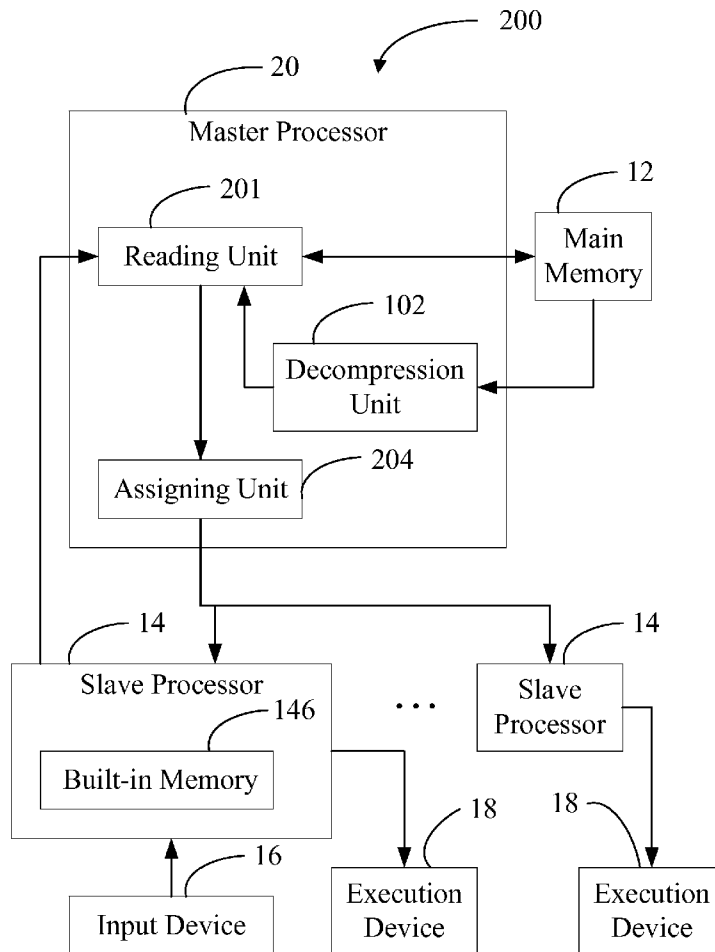 200
20
Master Processor
201
12
Reading Unit
Main
Memory
102
Decompression
Unit
204
Assigning Unit
14
14
Slave Processor
Slave
Processor
...
146
Built-in Memory
18
18
16
Input Device
Execution
Device
Execution
Device